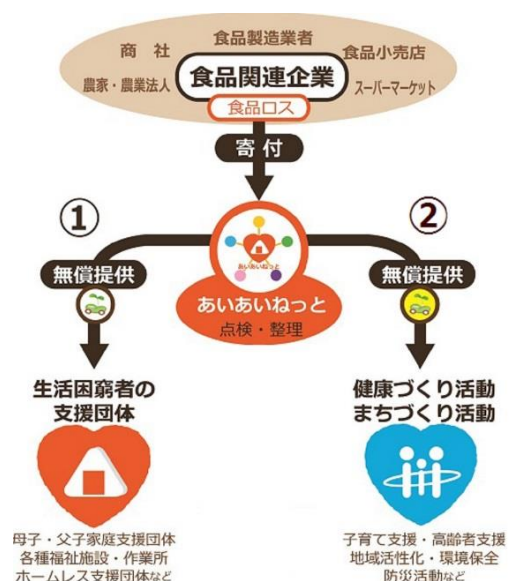 食品製造業者
商 社
食品小売店
農家・農業法人
食品関連企業
スーパーマーケット
食品ロス
寄 付
①
②
無償提供
無償提供
あいあいねっと
あいあいねっと
点検・整理
生活困窮者の
支援団体
健康づくり活動
まちづくり活動
母子・父子家庭支援団体
各種福祉施設・作業所
ホームレス支援団体など
子育て支援・高齢者支援
地域活性化・環境保全
防災活動など